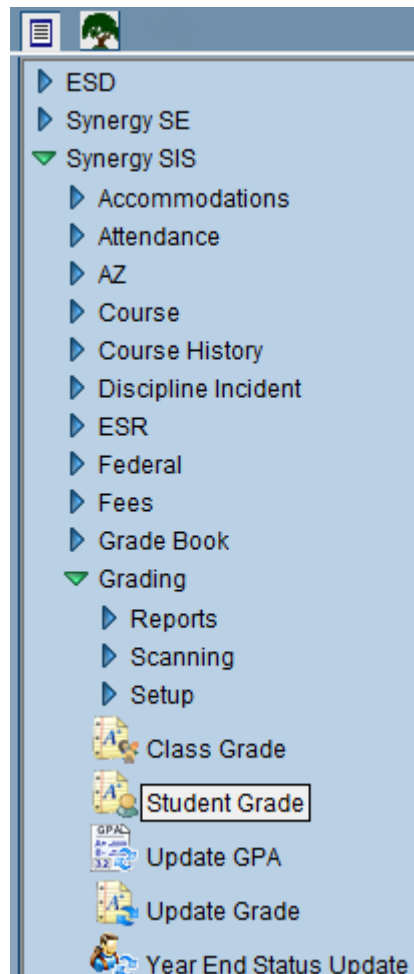 ESD
Synergy SE
Synergy SIS
Accommodations
Attendance
AZ
Course
Course History
Discipline Incident
ESR
Federal
Fees
Grade Book
Grading
Reports
Scanning
Setup
Class Grade
Student Grade
GPA
Update GPA
Update Grade
Year End Status Update